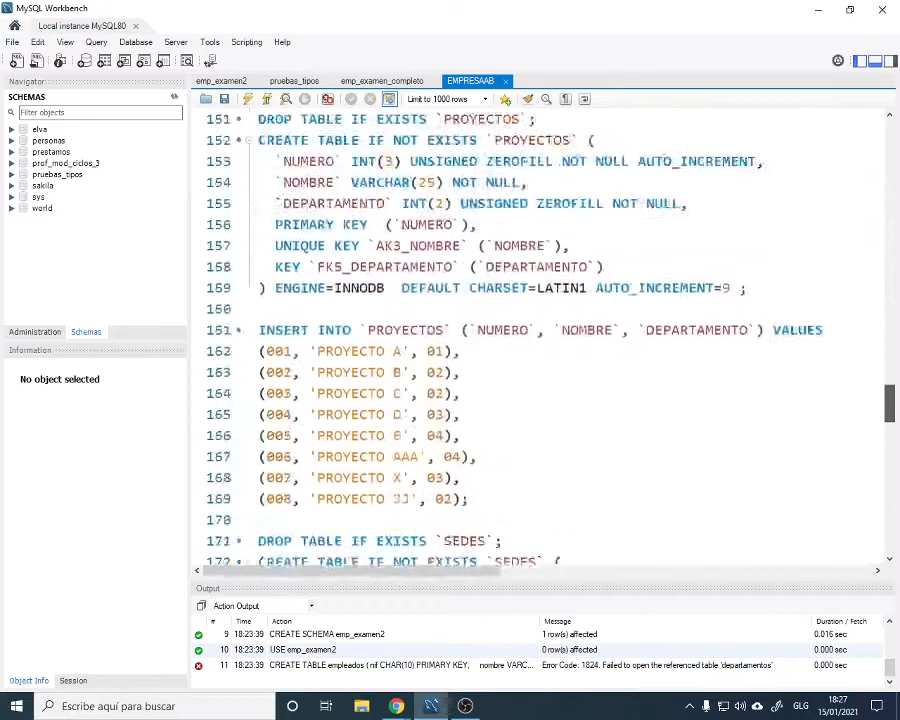 MySQL Workbench
Local instance MySQL80
File Edit View Query Database Server Tools Scripting Help
Navigator
SCHEMAS
Filter objects
elva
personas
prestamos
prof_mod_ciclos_3
pruebas_tipos
sakila
sys
world
Administration Schemas
Information
No object selected
Object Info Session
emp_examen2 pruebas_tipos emp_examen_completo EMPRESAAB
Limit to 1000 rows
151 DROP TABLE IF EXISTS `PROYECTOS`;
152 CREATE TABLE IF NOT EXISTS `PROYECTOS` (
153 `NUMERO` INT(3) UNSIGNED ZEROFILL NOT NULL AUTO_INCREMENT,
154 `NOMBRE` VARCHAR(25) NOT NULL,
155 `DEPARTAMENTO` INT(2) UNSIGNED ZEROFILL NOT NULL,
156 PRIMARY KEY (`NUMERO`),
157 UNIQUE KEY `AK3_NOMBRE` (`NOMBRE`),
158 KEY `FK5_DEPARTAMENTO` (`DEPARTAMENTO`)
) ENGINE=INNODB DEFAULT CHARSET=LATIN1 AUTO_INCREMENT=9 ;
160
INSERT INTO `PROYECTOS` (`NUMERO`, `NOMBRE`, `DEPARTAMENTO`) VALUES
162 (001, 'PROYECTO A', 01),
(002, 'PROYECTO B', 02),
164 (003, 'PROYECTO C', 02),
165 (004, 'PROYECTO D', 03),
(005, 'PROYECTO 04),
167 (006, 'PROYECTO AAA', 04),
168 (007, 'PROYECTO X', 03),
169 (008, 'PROYECTO 02);
170
171 DROP TABLE IF EXISTS `SEDES`;
172 CREATE TABLE IF NOT EXISTS `SEDES` (
Output
Action Output
# Time Action Message Duration / Fetch
9 18:23:39 CREATE SCHEMA emp_examen2 1 row(s) affected 0.016 sec
10 18:23:39 USE emp_examen2 0 row(s) affected 0.000 sec
11 18:23:39 CREATE TABLE empleados ( nif CHAR(10) PRIMARY KEY, nombre VARC... Error Code: 1824. Failed to open the referenced table 'departamentos' 0.000 sec
Escribe aquí para buscar
GLG
18:27
15/01/2021